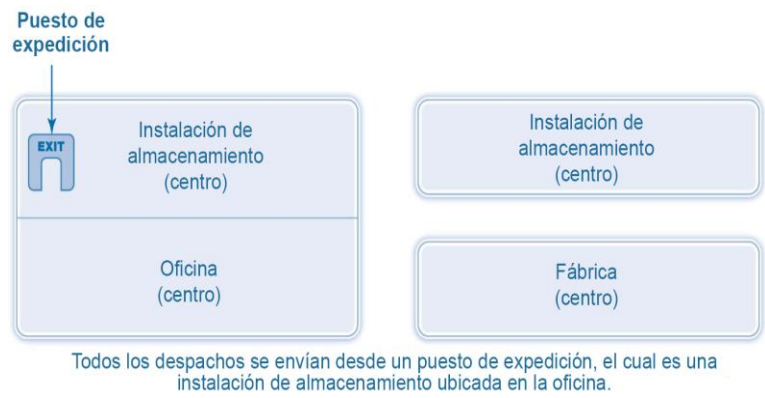 Puesto de
expedición
EXIT
Instalación de
almacenamiento
(centro)
Oficina
(centro)
Instalación de
almacenamiento
(centro)
Fábrica
(centro)
Todos los despachos se envían desde un puesto de expedición, el cual es una
instalación de almacenamiento ubicada en la oficina.